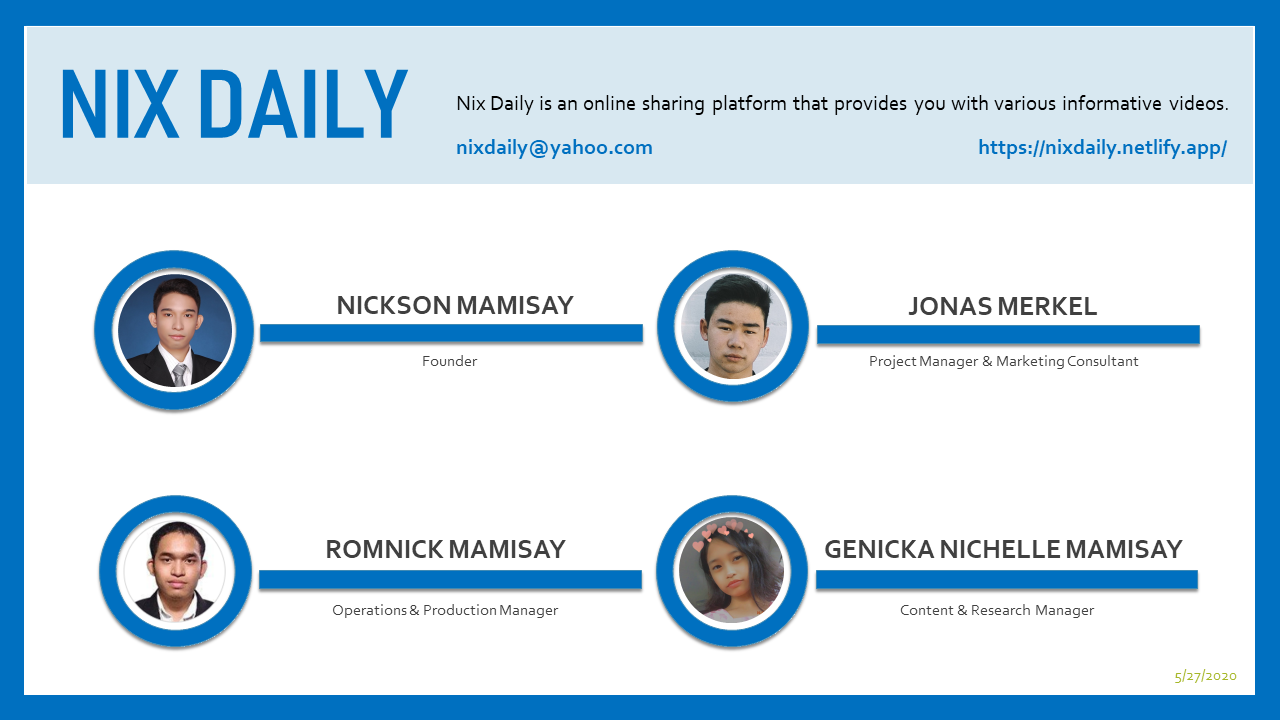 NIX DAILY
Nix Daily is an online sharing platform that provides you with various informative videos.
nixdaily@yahoo.com https://nixdaily.netlify.app/
NICKSON MAMISAY
Founder
JONAS MERKEL
Project Manager & Marketing Consultant
ROMNICK MAMISAY
Operations & Production Manager
GENICKA NICHELLE MAMISAY
Content & Research Manager
5/27/2020